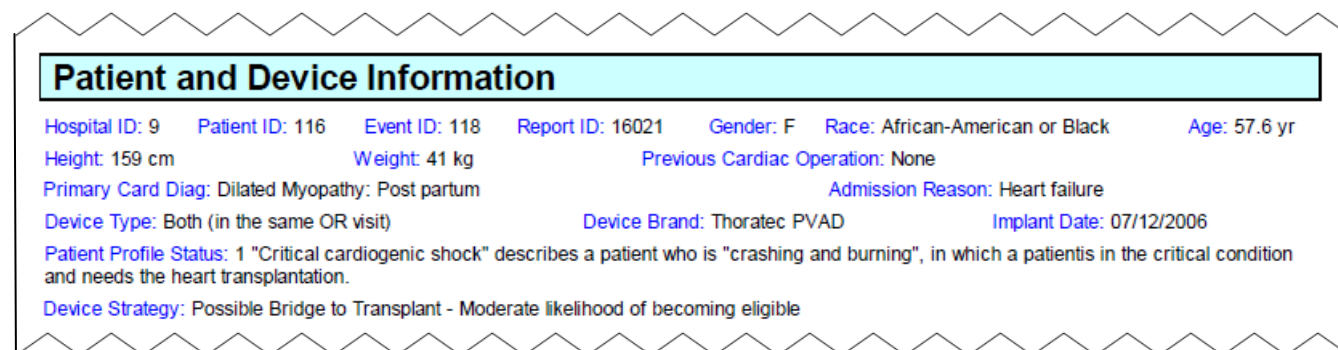 Patient and Device Information
Hospital ID: 9 Patient ID: 116 Event ID: 118 Report ID: 16021 Gender: F Race: African-American or Black Age: 57.6 yr
Height: 159 cm Weight: 41 kg Previous Cardiac Operation: None
Primary Card Diag: Dilated Myopathy: Post partum Admission Reason: Heart failure
Device Type: Both (in the same OR visit) Device Brand: Thoratec PVAD Implant Date: 07/12/2006
Patient Profile Status: 1 "Critical cardiogenic shock" describes a patient who is "crashing and burning", in which a patientis in the critical condition
and needs the heart transplantation.
Device Strategy: Possible Bridge to Transplant - Moderate likelihood of becoming eligible